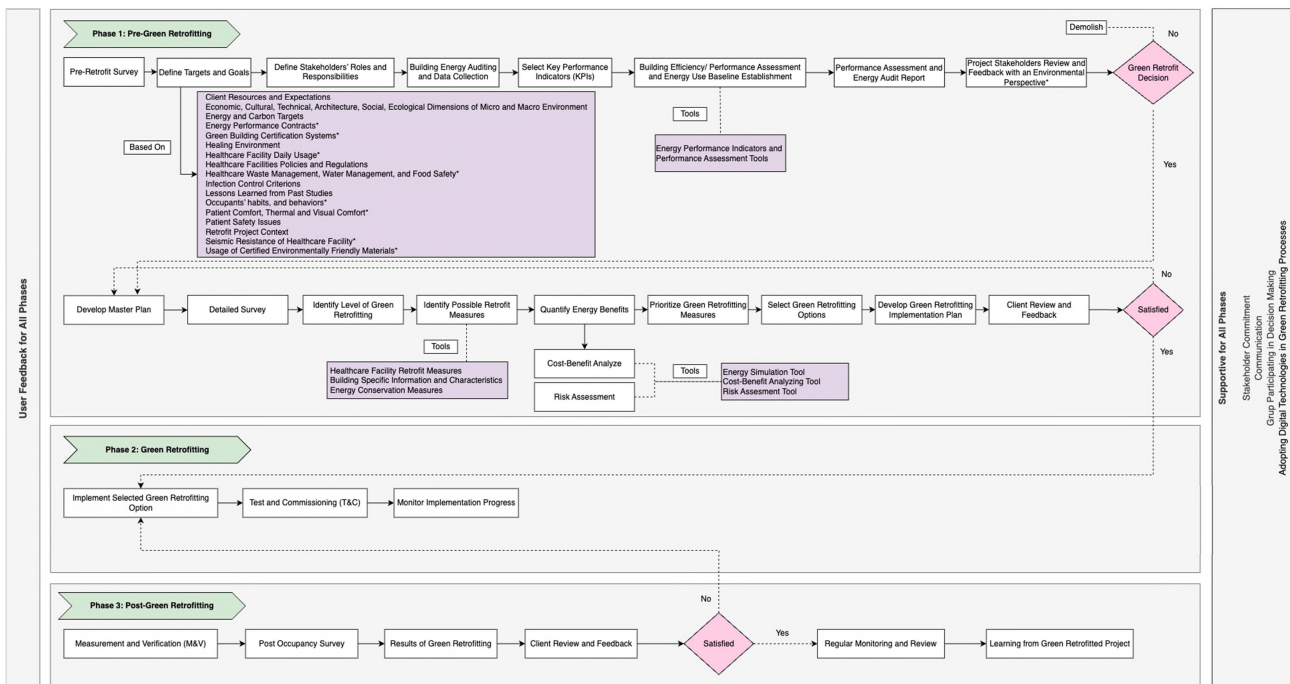 User Feedback for All Phases
Phase 1: Pre-Green Retrofitting
Pre-Retrofit Survey
Define Targets and Goals
Define Stakeholders' Roles and
Responsibilities
Building Energy Auditing
and Data Collection
Select Key Performance
Indicators (KPIs)
Building Efficiency/ Performance Assessment
and Energy Use Baseline Establishment
Performance Assessment and
Energy Audit Report
Project Stakeholders Review and
Feedback with an Environmental
Perspective*
Demolish
No
Green Retrofit
Decision
Yes
Based On
Client Resources and Expectations
Economic, Cultural, Technical, Architecture, Social, Ecological Dimensions of Micro and Macro Environment
Energy and Carbon Targets
Energy Performance Contracts*
Green Building Certification Systems*
Healing Environment
Healthcare Facility Daily Usage*
Healthcare Facilities Policies and Regulations
Healthcare Waste Management, Water Management, and Food Safety*
Infection Control Criterions
Lessons Learned from Past Studies
Occupants' habits, and behaviors*
Patient Comfort, Thermal and Visual Comfort*
Patient Safety Issues
Retrofit Project Context
Seismic Resistance of Healthcare Facility*
Usage of Certified Environmentally Friendly Materials*
Tools
Energy Performance Indicators and
Performance Assessment Tools
Develop Master Plan
Detailed Survey
Identify Level of Green
Retrofitting
Identify Possible Retrofit
Measures
Quantify Energy Benefits
Prioritize Green Retrofitting
Measures
Select Green Retrofitting
Options
Develop Green Retrofitting
Implementation Plan
Client Review and
Feedback
No
Satisfied
Yes
Tools
Healthcare Facility Retrofit Measures
Building Specific Information and Characteristics
Energy Conservation Measures
Cost-Benefit Analyze
Risk Assessment
Tools
Energy Simulation Tool
Cost-Benefit Analyzing Tool
Risk Assesment Tool
Phase 2: Green Retrofitting
Implement Selected Green Retrofitting
Option
Test and Commissioning (T&C)
Monitor Implementation Progress
Phase 3: Post-Green Retrofitting
Measurement and Verification (M&V)
Post Occupancy Survey
Results of Green Retrofitting
Client Review and Feedback
No
Satisfied
Yes
Regular Monitoring and Review
Learning from Green Retrofitted Project
Supportive for All Phases
Stakeholder Commitment
Communication
Grup Participating in Decision Making
Adopting Digital Technologies in Green Retrofitting Processes